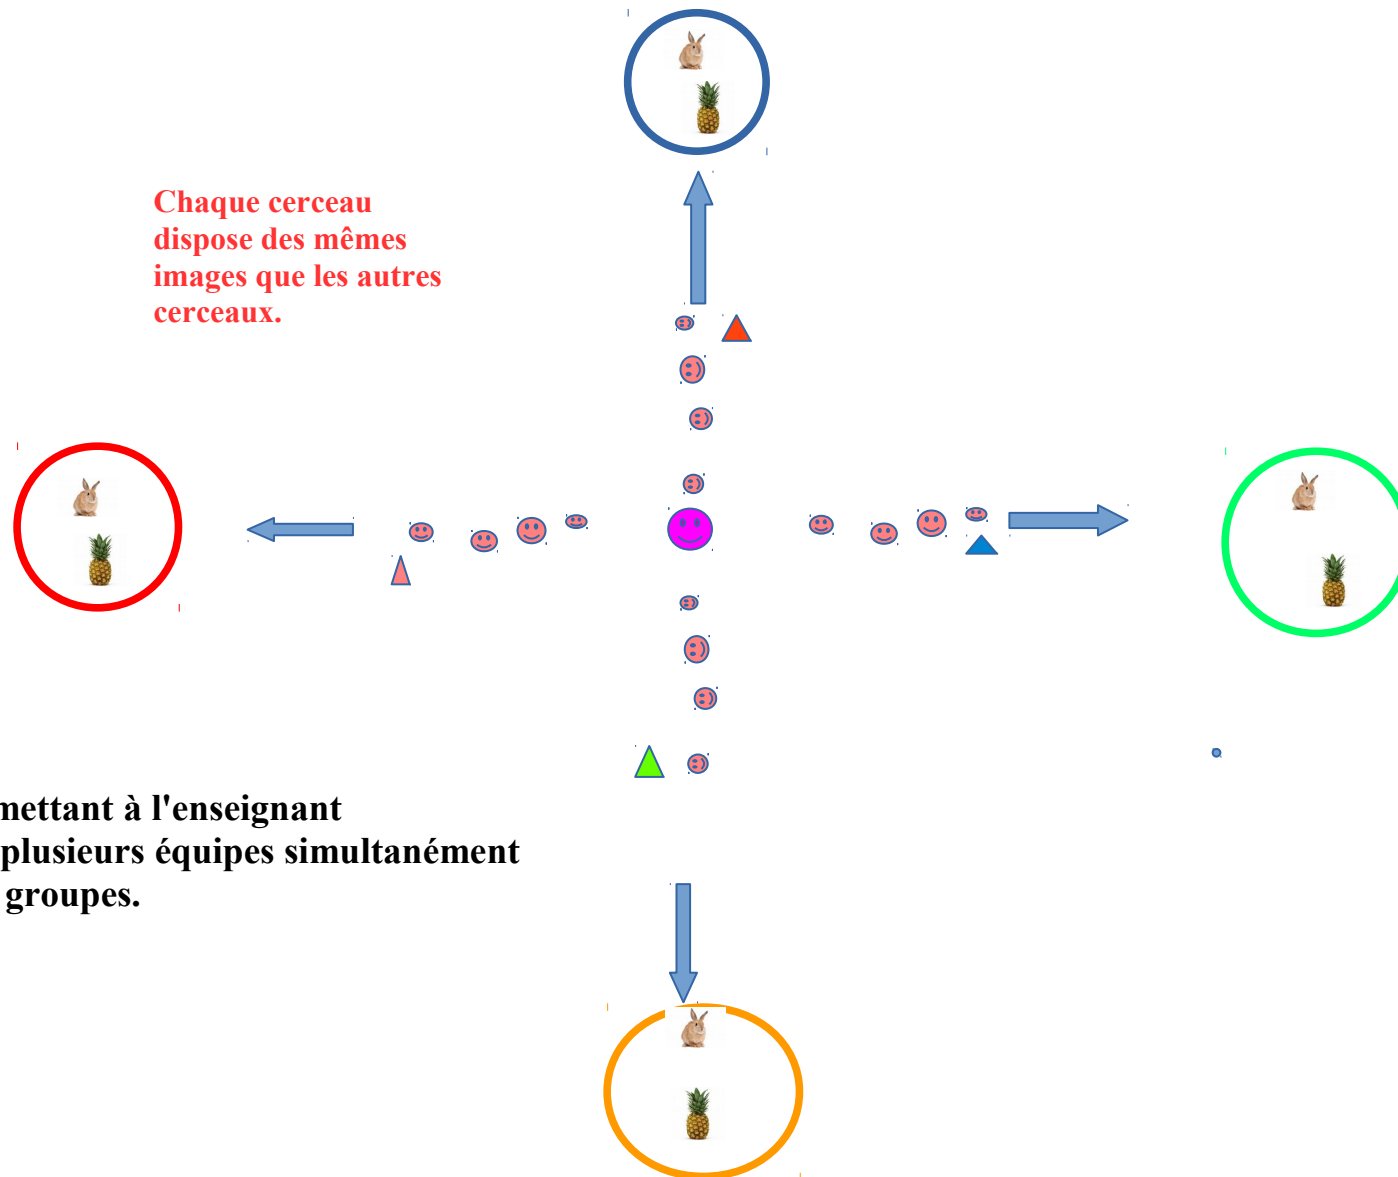 Chaque cerceau
dispose des mêmes
images que les autres
cerceaux.
mettant à l'enseignant
plusieurs équipes simultanément
groupes.